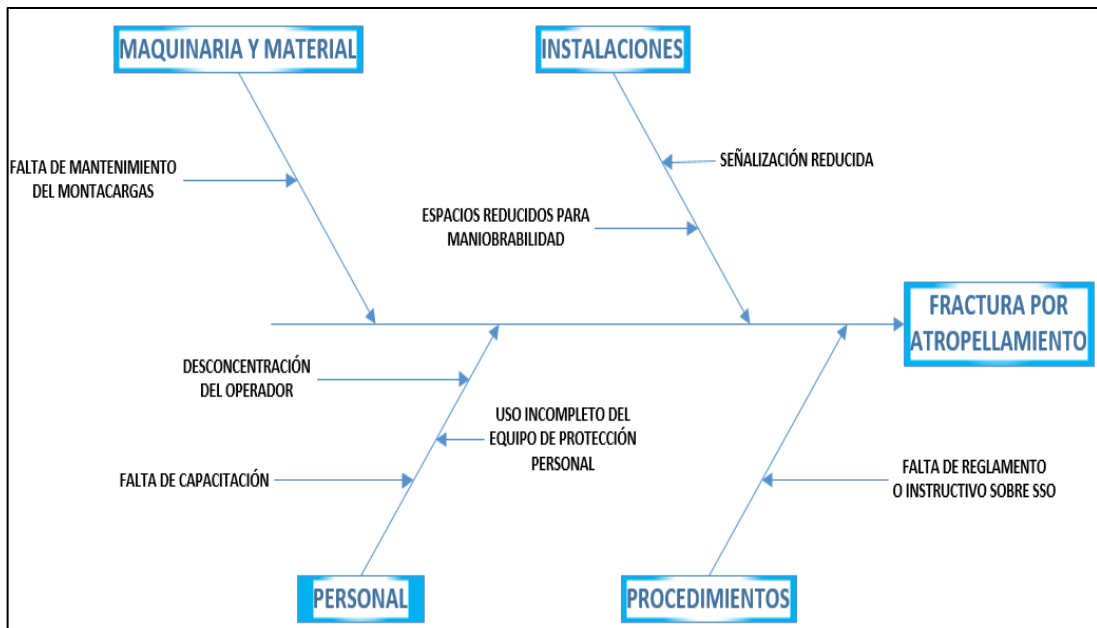 MAQUINARIA Y MATERIAL
INSTALACIONES
FALTA DE MANTENIMIENTO
DEL MONTACARGAS
SEÑALIZACIÓN REDUCIDA
ESPACIOS REDUCIDOS PARA
MANIOBRABILIDAD
FRACTURA POR
ATROPELLAMIENTO
DESCONCENTRACIÓN
DEL OPERADOR
USO INCOMPLETO DEL
EQUIPO DE PROTECCIÓN
PERSONAL
FALTA DE CAPACITACIÓN
FALTA DE REGLAMENTO
O INSTRUCTIVO SOBRE SSO
PERSONAL
PROCEDIMIENTOS